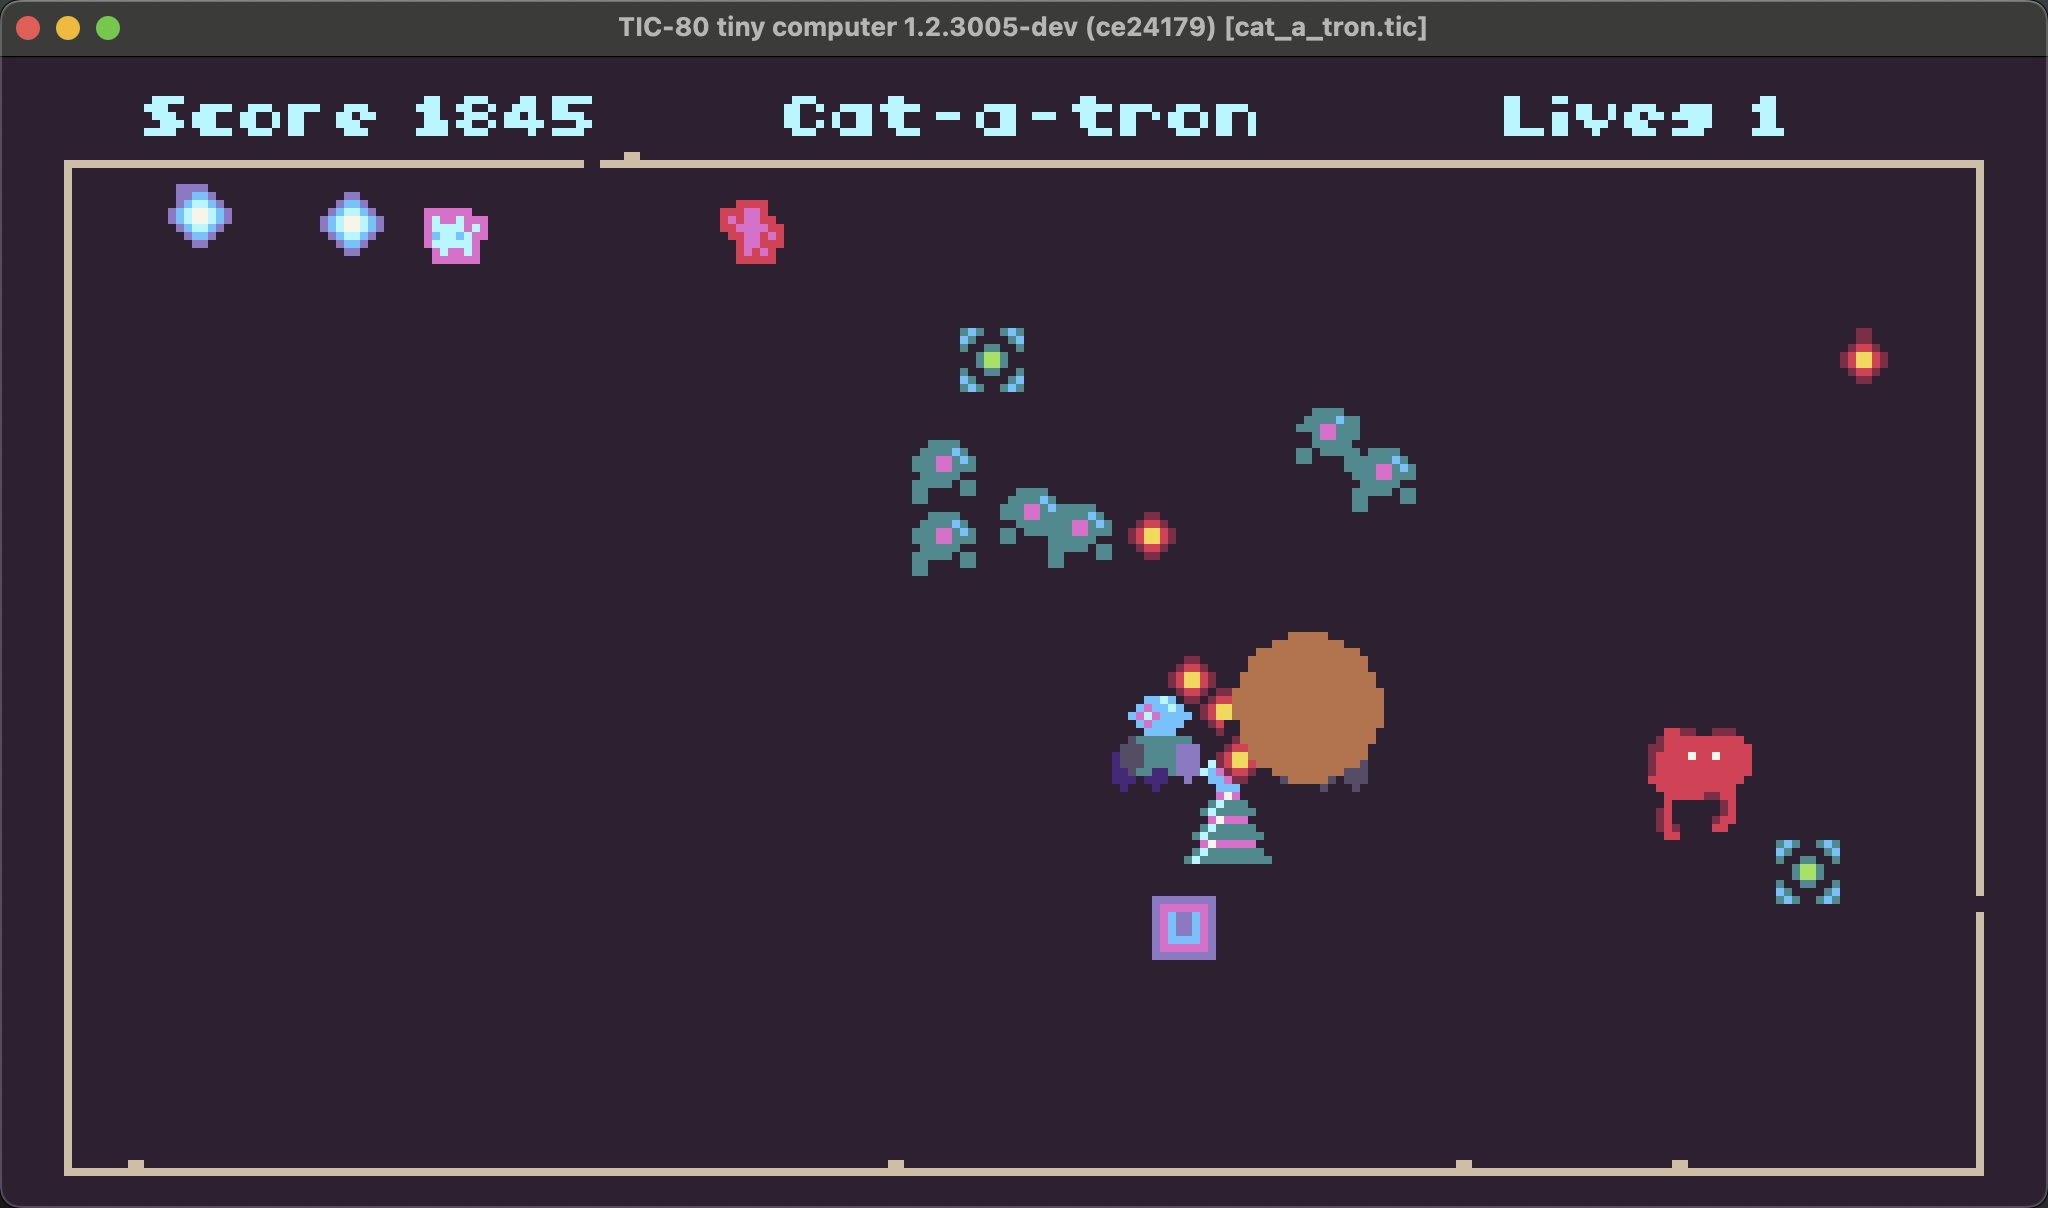 TIC-80 tiny computer 1.2.3005-dev (ce24179) [cat_a_tron.tic]
Score 1845 Cat-a-tron Lives 1